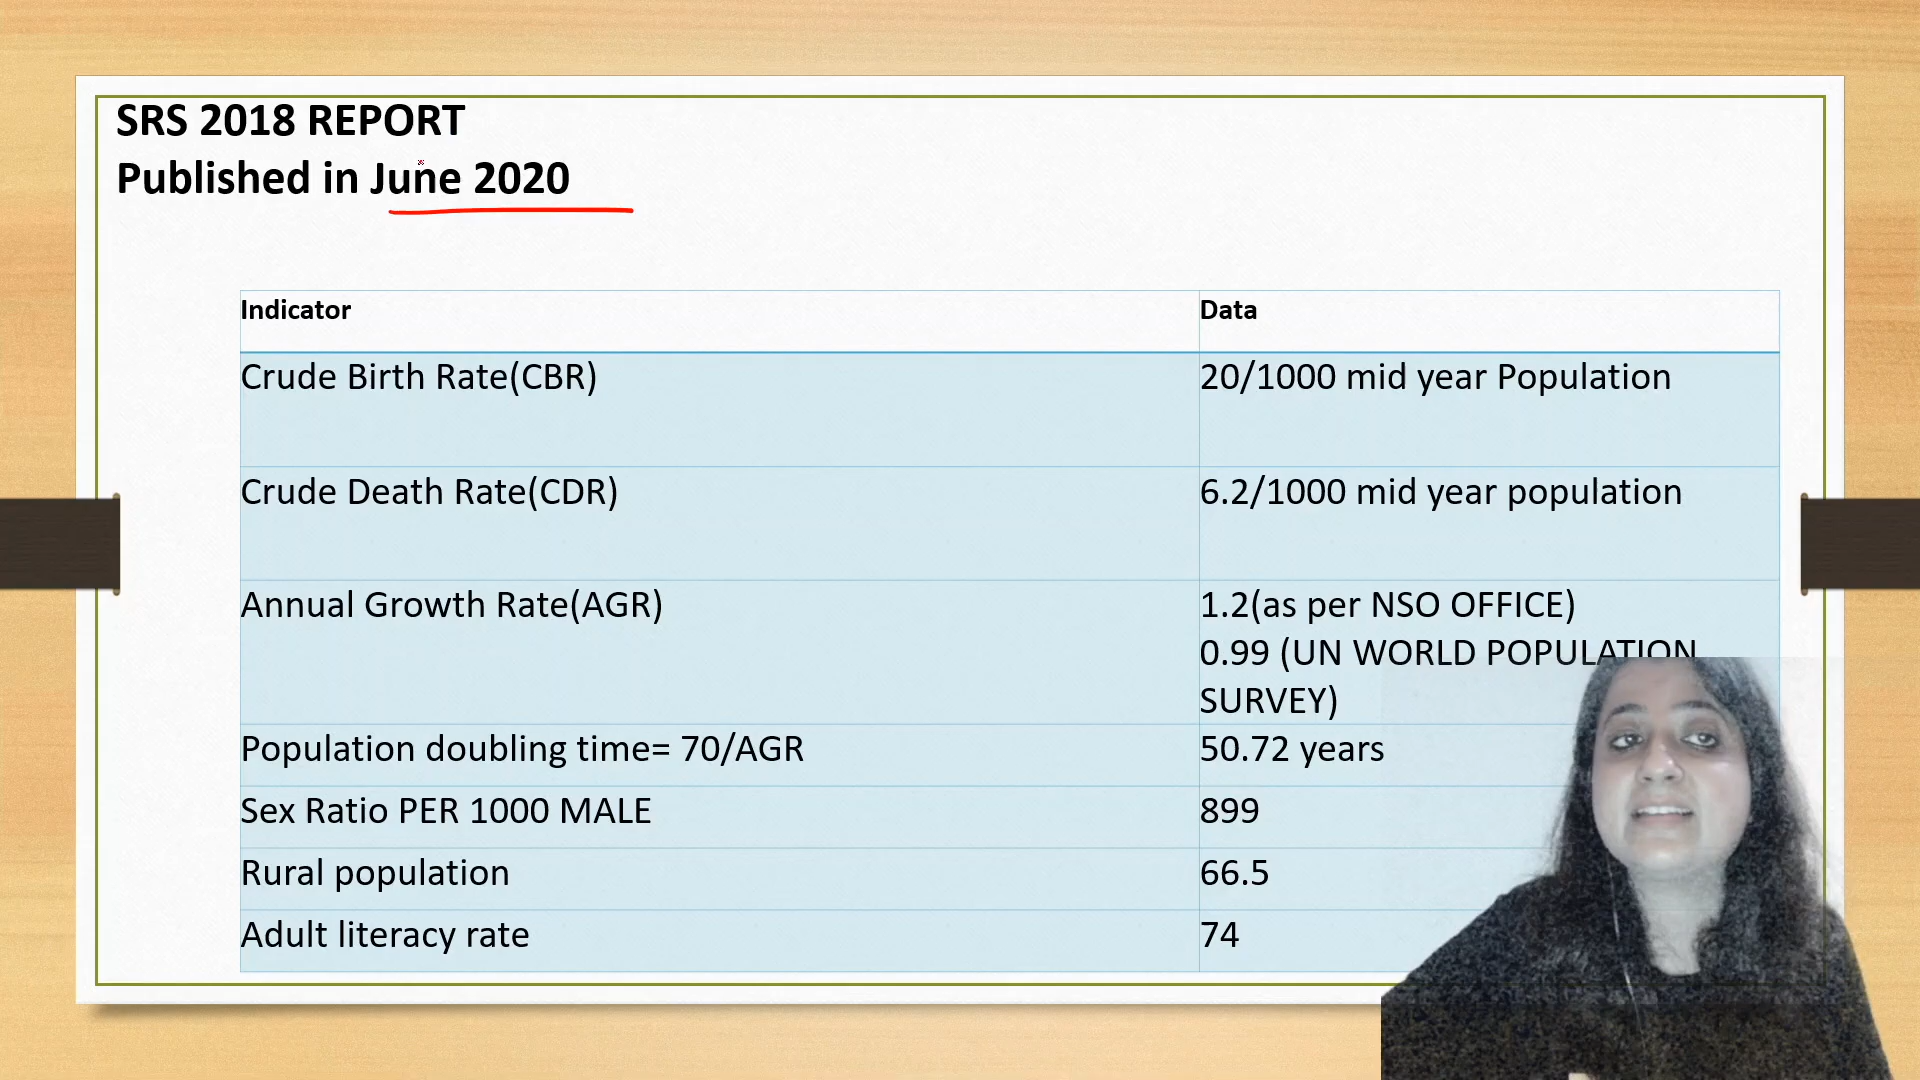 SRS 2018 REPORT
Published in June 2020
Indicator
Data
Crude Birth Rate(CBR)
20/1000 mid year Population
Crude Death Rate(CDR)
6.2/1000 mid year population
Annual Growth Rate(AGR)
1.2(as per NSO OFFICE)
0.99 (UN WORLD POPULATION
SURVEY)
Population doubling time= 70/AGR
50.72 years
Sex Ratio PER 1000 MALE
899
Rural population
66.5
Adult literacy rate
74